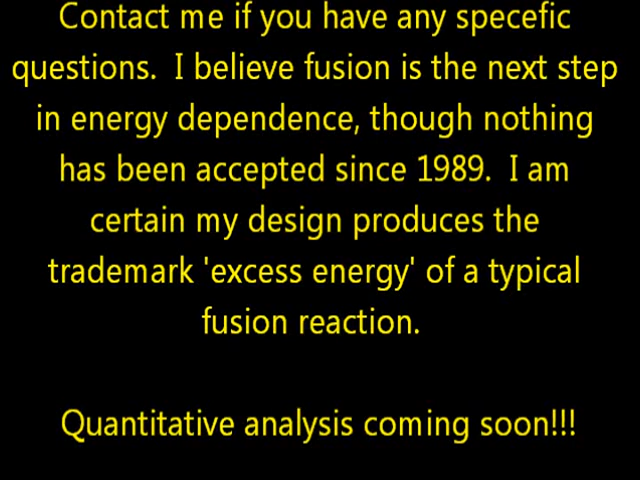 Contact me if you have any specefic
questions.  I believe fusion is the next step
in energy dependence, though nothing
has been accepted since 1989.  I am
certain my design produces the
trademark 'excess energy' of a typical
fusion reaction.
Quantitative analysis coming soon!!!